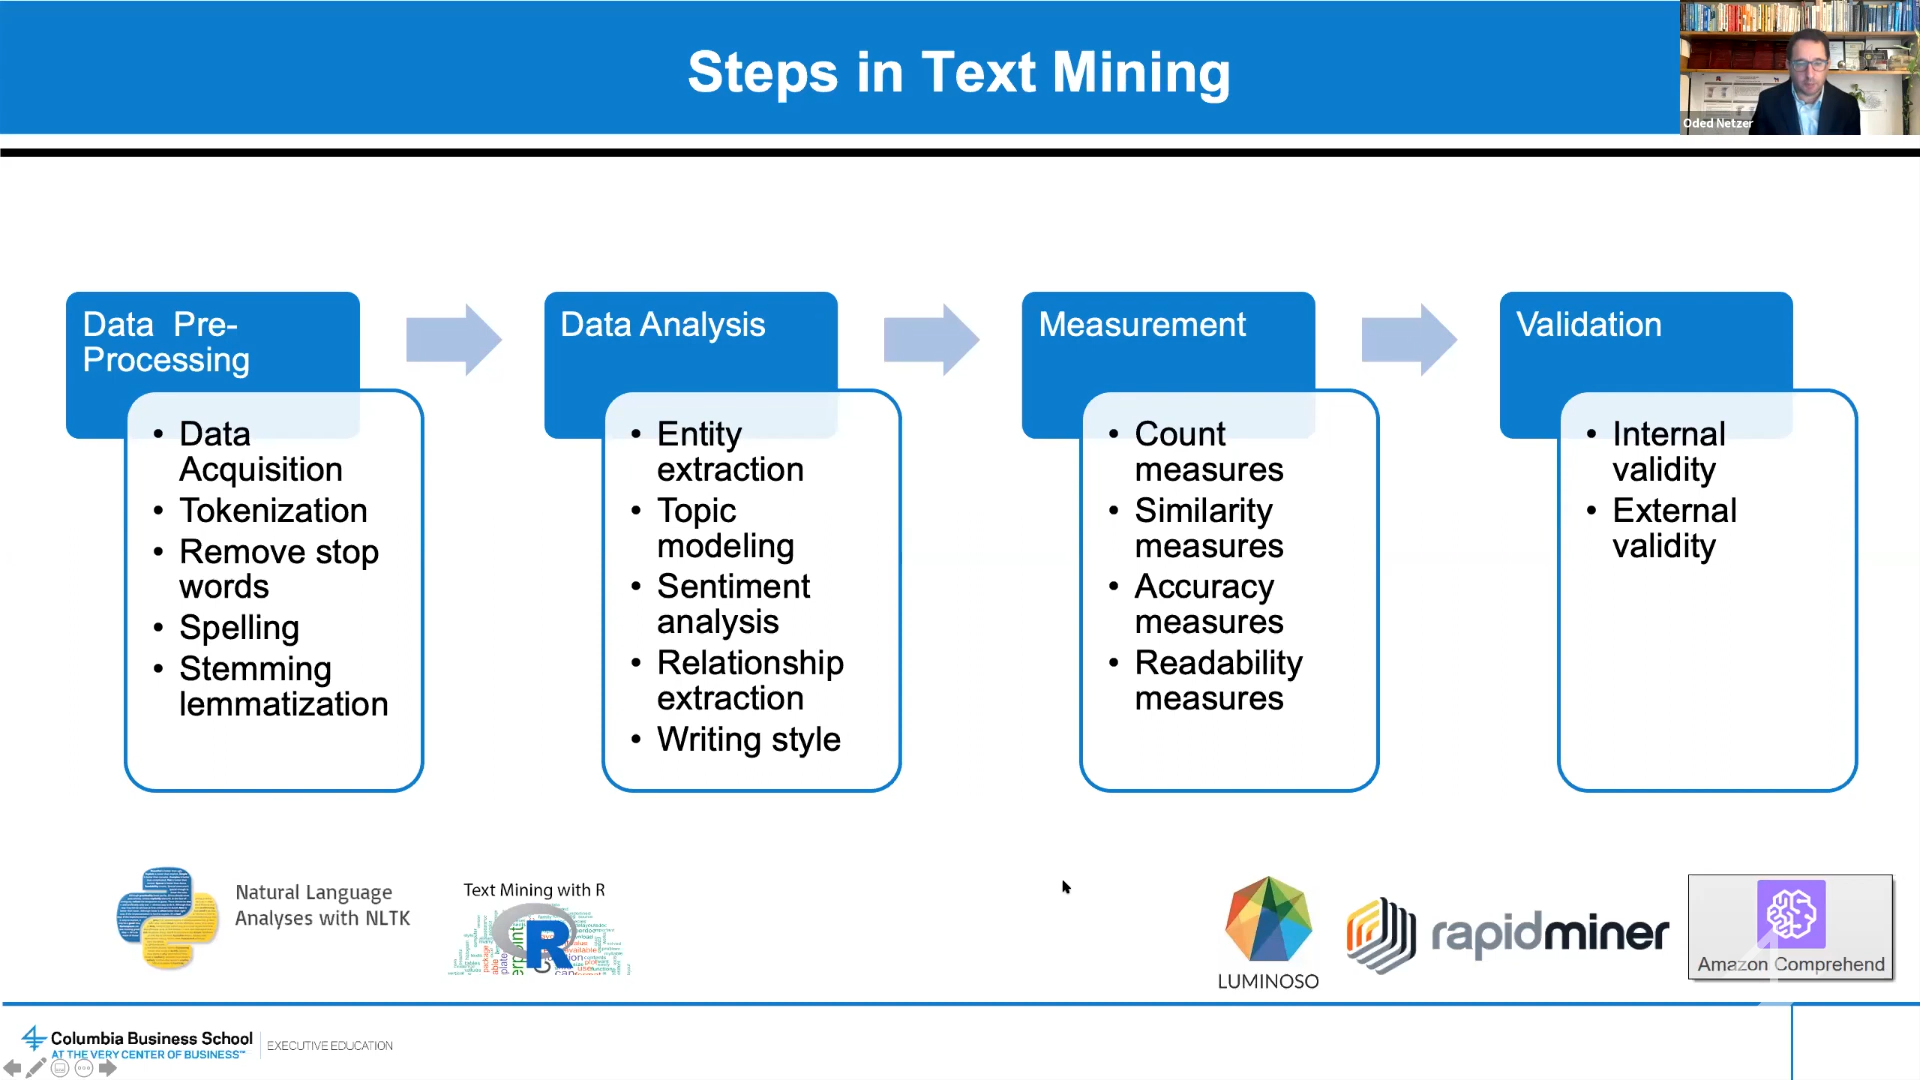 Steps in Text Mining
Oded Netzer
Data Pre-
Processing
• Data
Acquisition
• Tokenization
• Remove stop
words
• Spelling
• Stemming
lemmatization
Data Analysis
• Entity
extraction
• Topic
modeling
• Sentiment
analysis
• Relationship
extraction
• Writing style
Measurement
• Count
measures
• Similarity
measures
• Accuracy
measures
• Readability
measures
Validation
• Internal
validity
• External
validity
Natural Language
Analyses with NLTK
Text Mining with R
R
LUMINOSO
rapidminer
Amazon Comprehend
Columbia Business School
AT THE VERY CENTER OF BUSINESS™
EXECUTIVE EDUCATION